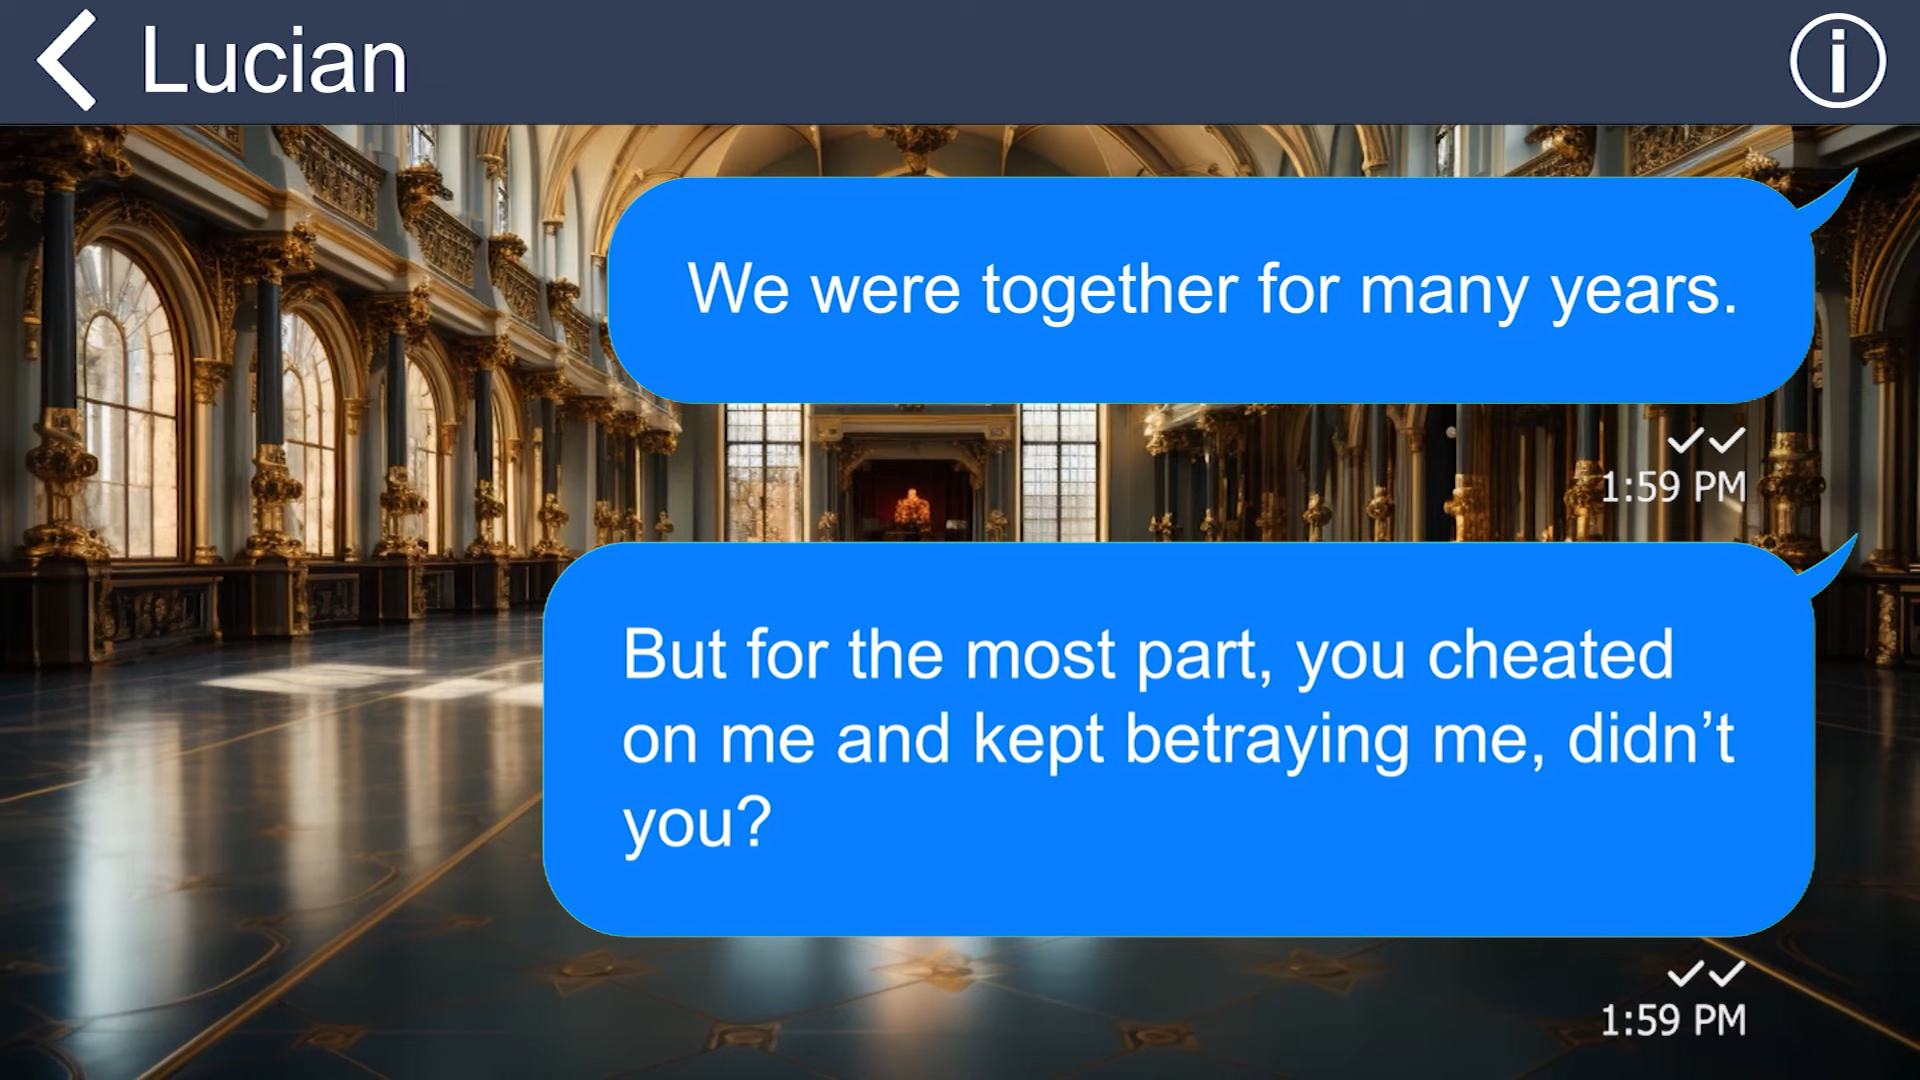 Lucian
We were together for many years.
1:59 PM
But for the most part, you cheated
on me and kept betraying me, didn’t
you?
1:59 PM